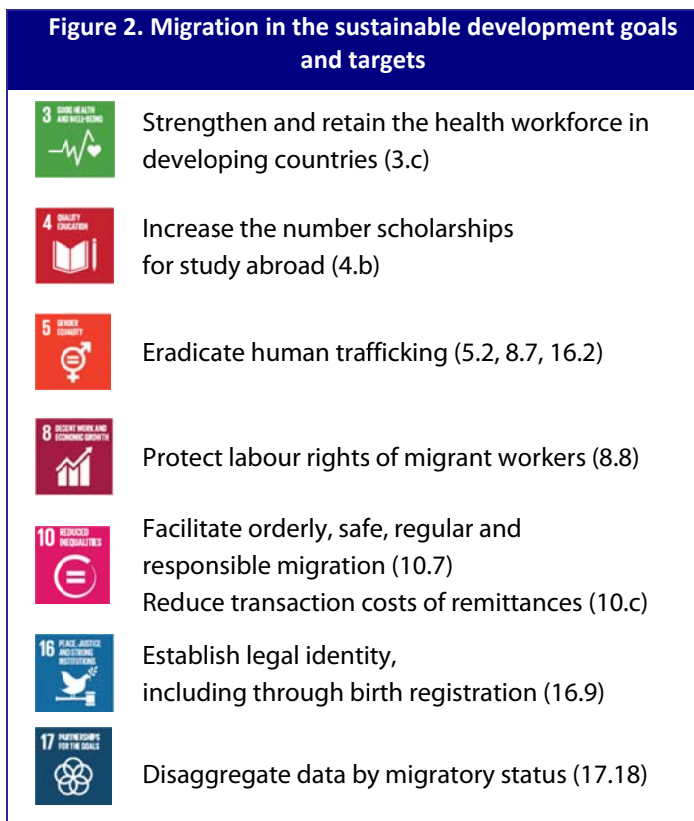 Figure 2. Migration in the sustainable development goals
and targets
3 GOOD HEALTH
AND WELL-BEING
Strengthen and retain the health workforce in
developing countries (3.c)
4 QUALITY
EDUCATION
Increase the number scholarships
for study abroad (4.b)
5 GENDER
EQUALITY
Eradicate human trafficking (5.2, 8.7, 16.2)
8 DECENT WORK AND
ECONOMIC GROWTH
Protect labour rights of migrant workers (8.8)
10 REDUCED
INEQUALITIES
Facilitate orderly, safe, regular and
responsible migration (10.7)
Reduce transaction costs of remittances (10.c)
16 PEACE, JUSTICE
AND STRONG
INSTITUTIONS
Establish legal identity,
including through birth registration (16.9)
17 PARTNERSHIPS
FOR THE GOALS
Disaggregate data by migratory status (17.18)